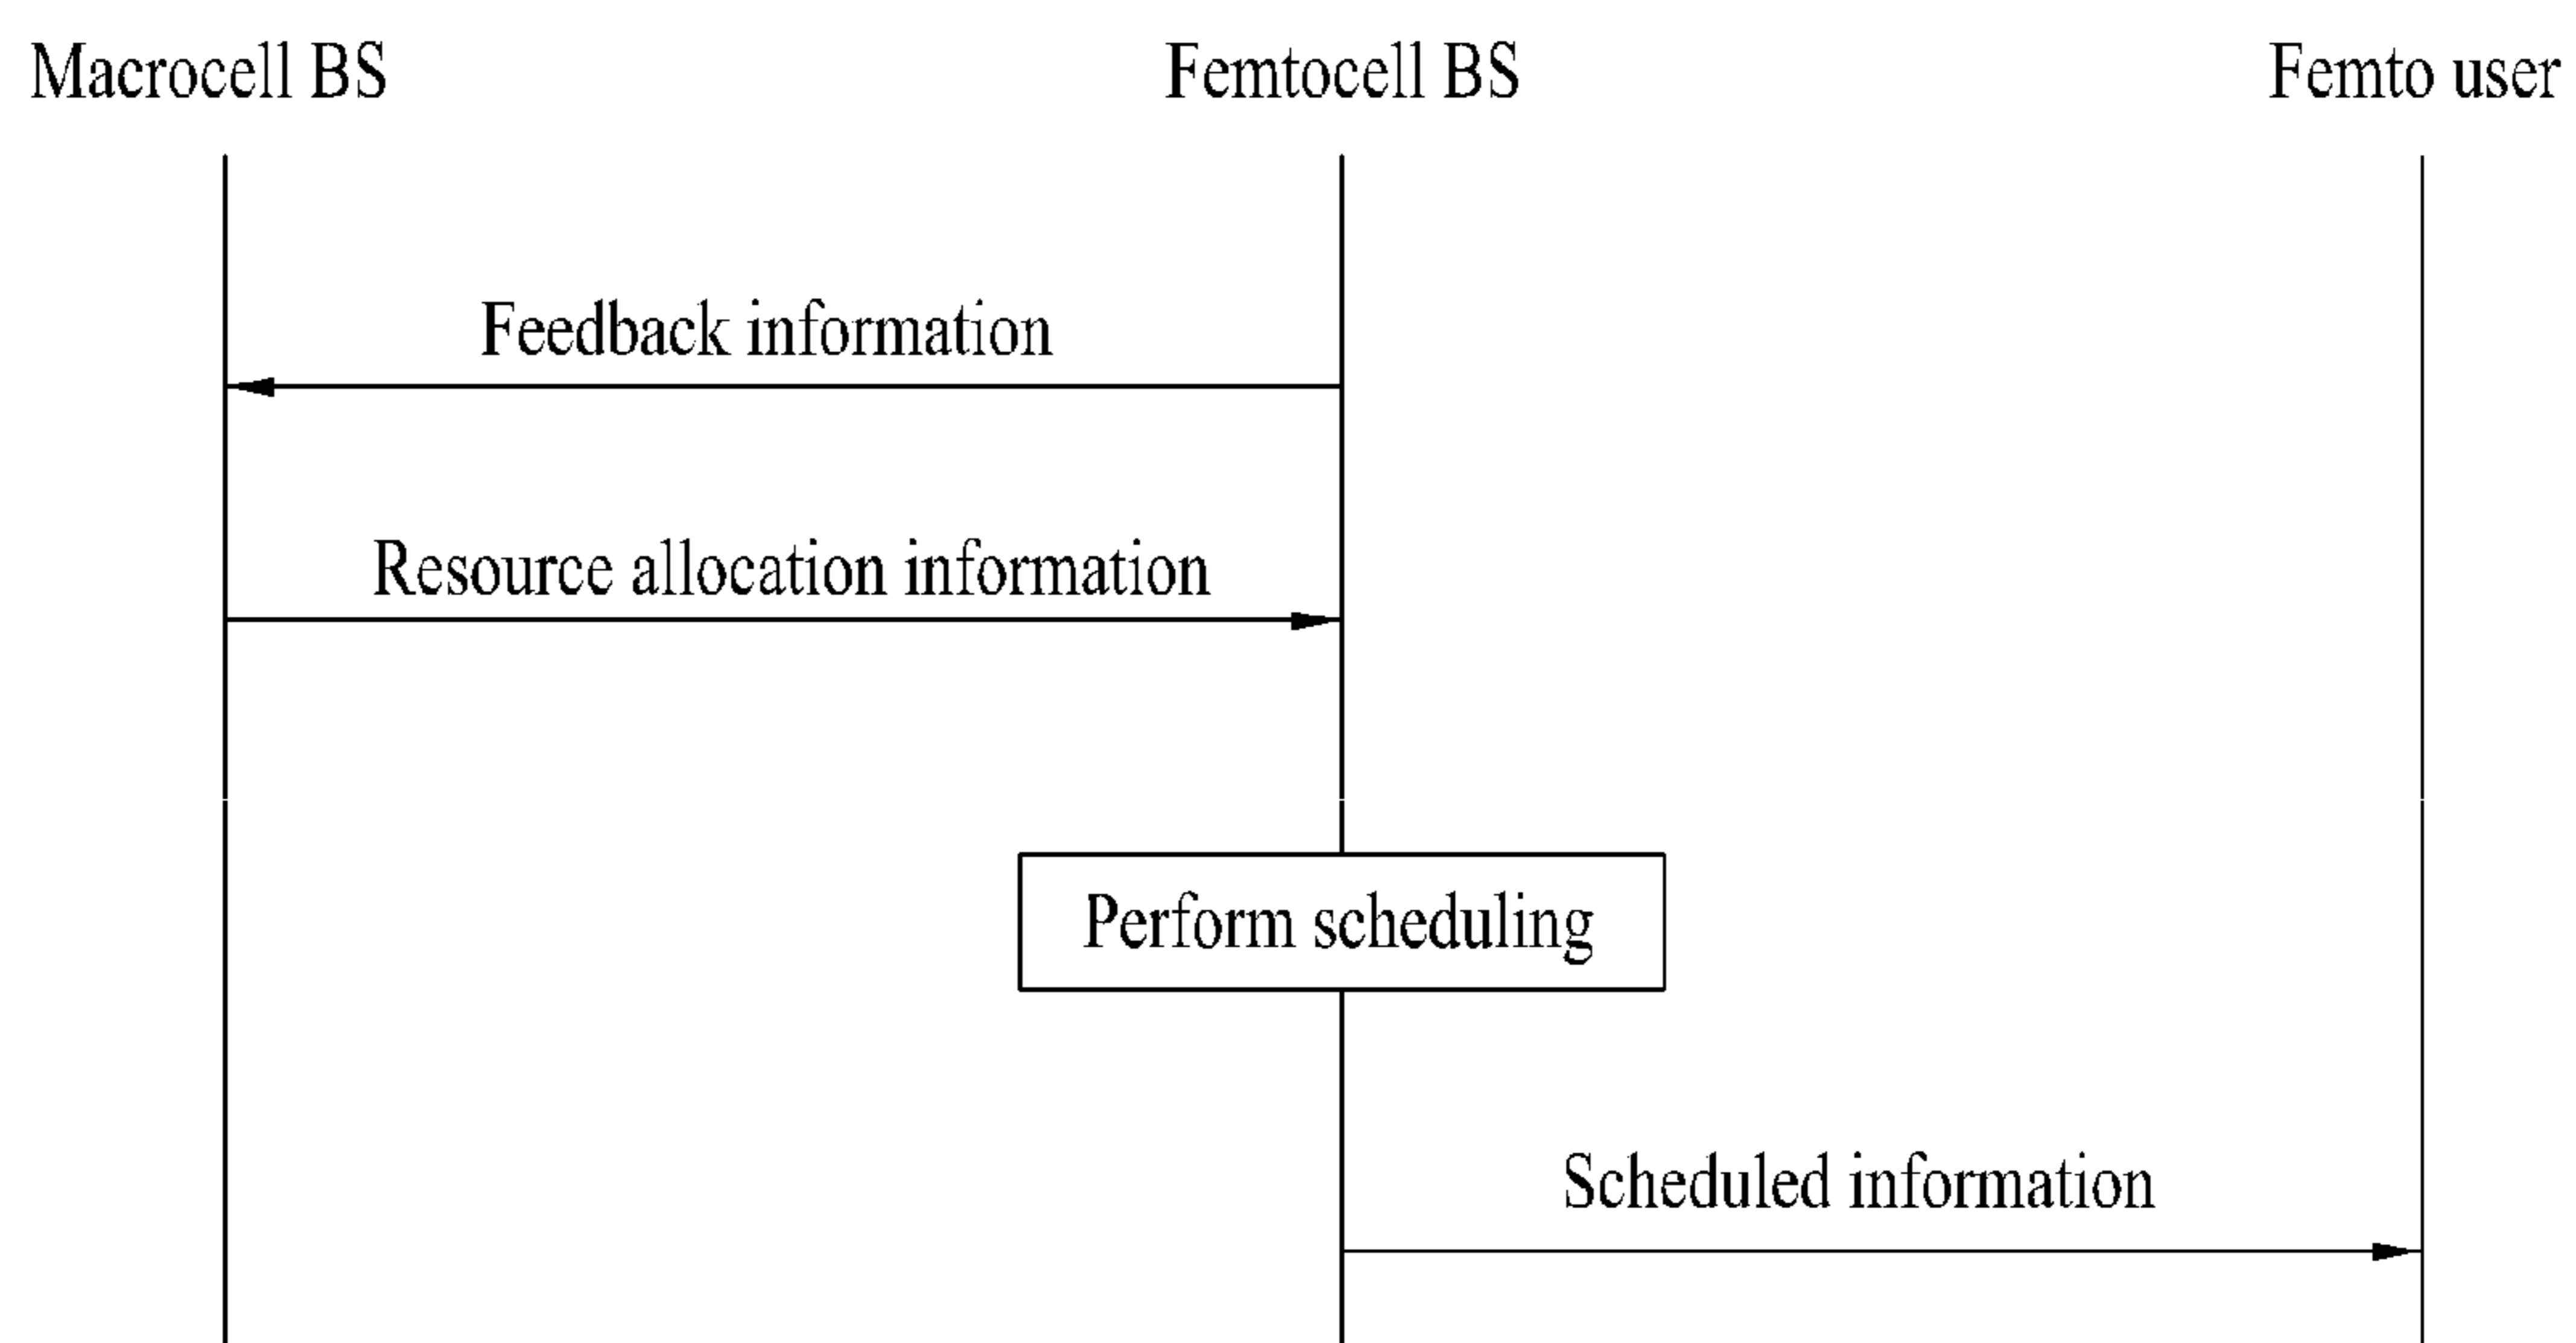 Macrocell BS
Femtocell BS
Femto user
Feedback information
Resource allocation information
Perform scheduling
Scheduled information